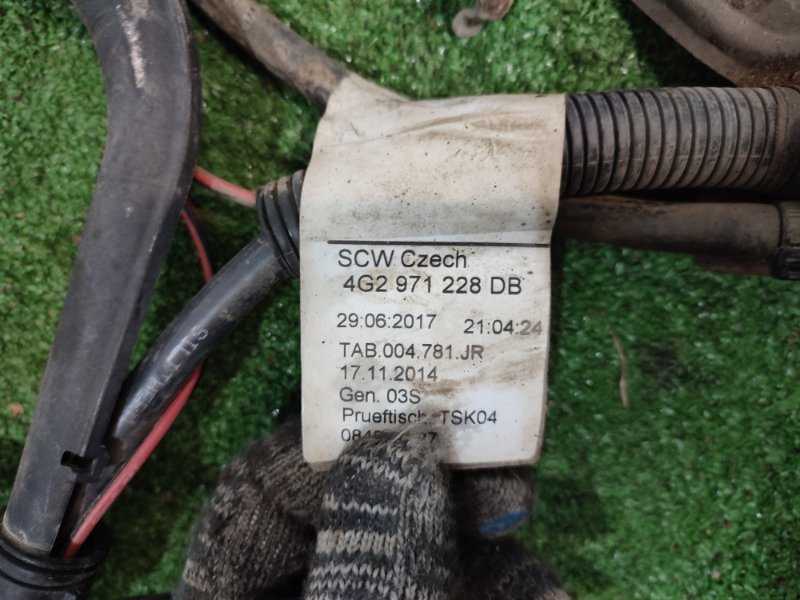 SCW Czech
4G2 971 228 DB
29:06:2017 21:04:24
TAB.004.781.JR
17.11.2014
Gen. 03S
Prueftisch TSK04